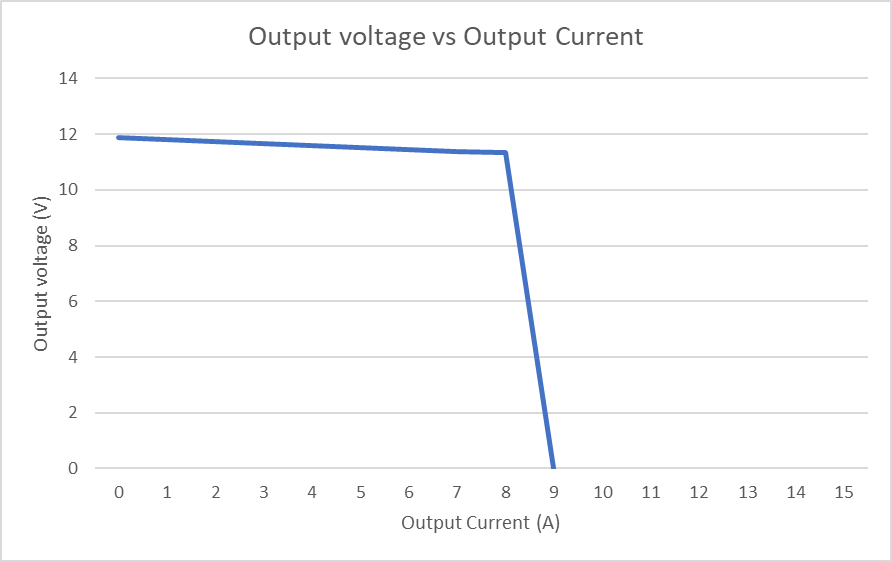 Output voltage vs Output Current
14
12
10
8
6
4
2
0
Output voltage (V)
0 1 2 3 4 5 6 7 8 9 10 11 12 13 14 15
Output Current (A)